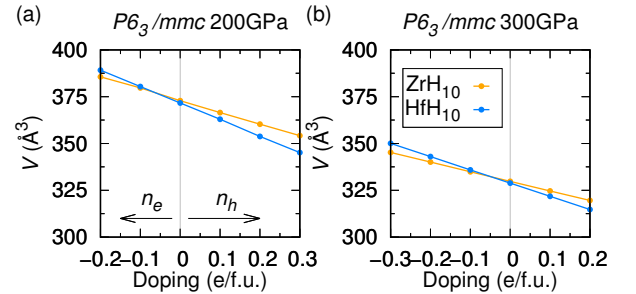 (a) P6₃/mmc 200GPa
400
375
350
325
300
V (Å³)
nₑ nₕ
−0.2 −0.1 0 0.1 0.2 0.3
Doping (e/f.u.)
(b) P6₃/mmc 300GPa
400
375
350
325
300
V (Å³)
ZrH₁₀
HfH₁₀
−0.3 −0.2 −0.1 0 0.1 0.2
Doping (e/f.u.)